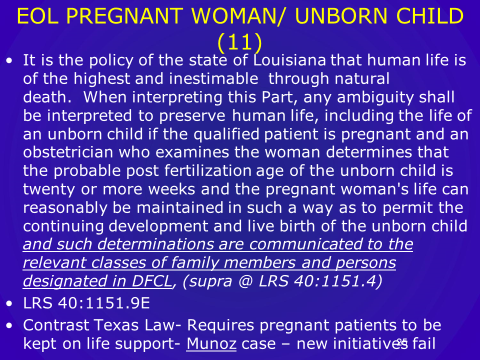 EOL PREGNANT WOMAN/ UNBORN CHILD
(11)
• It is the policy of the state of Louisiana that human life is
of the highest and inestimable through natural
death. When interpreting this Part, any ambiguity shall
be interpreted to preserve human life, including the life of
an unborn child if the qualified patient is pregnant and an
obstetrician who examines the woman determines that
the probable post fertilization age of the unborn child is
twenty or more weeks and the pregnant woman's life can
reasonably be maintained in such a way as to permit the
continuing development and live birth of the unborn child
and such determinations are communicated to the
relevant classes of family members and persons
designated in DFCL, (supra @ LRS 40:1151.4)
• LRS 40:1151.9E
• Contrast Texas Law- Requires pregnant patients to be
kept on life support- Munoz case – new initiatives fail